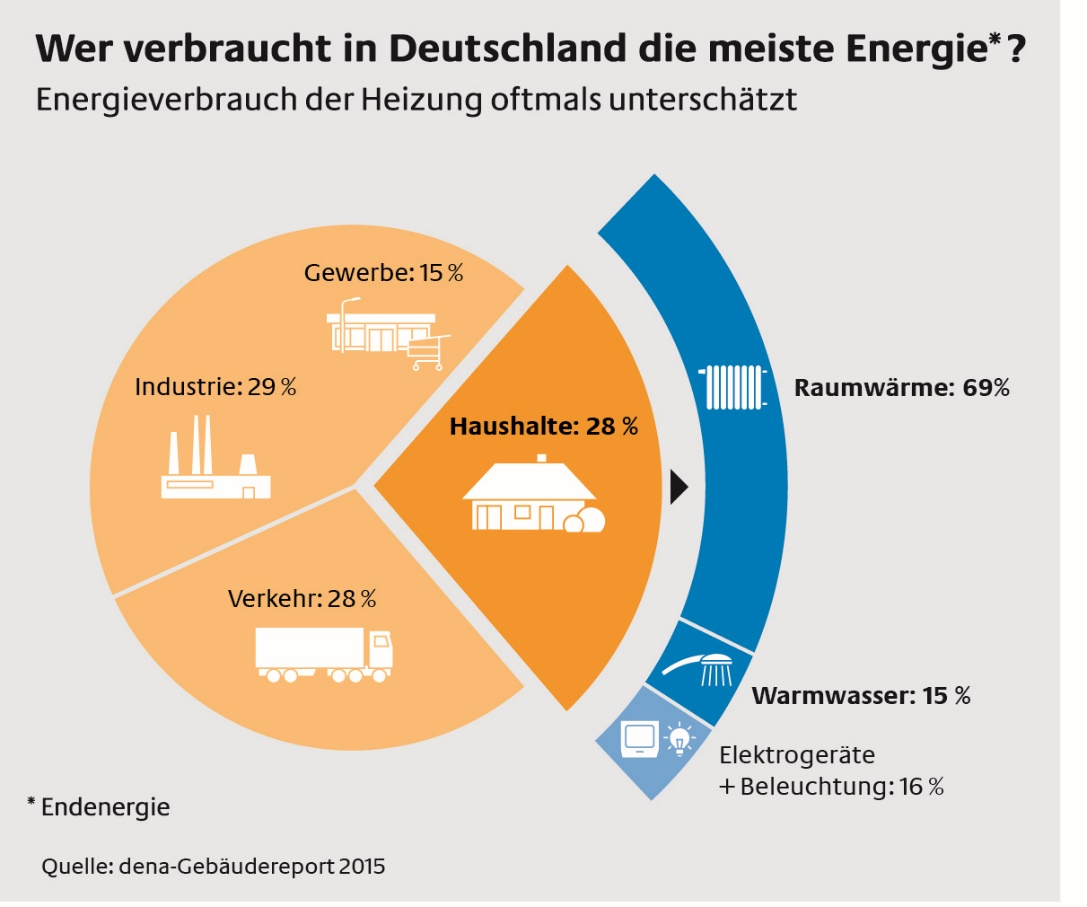 Wer verbraucht in Deutschland die meiste Energie*?
Energieverbrauch der Heizung oftmals unterschätzt
Gewerbe: 15 %
Industrie: 29 %
Haushalte: 28 %
Raumwärme: 69%
Verkehr: 28 %
Warmwasser: 15 %
Elektrogeräte
+ Beleuchtung: 16 %
* Endenergie
Quelle: dena-Gebäudereport 2015